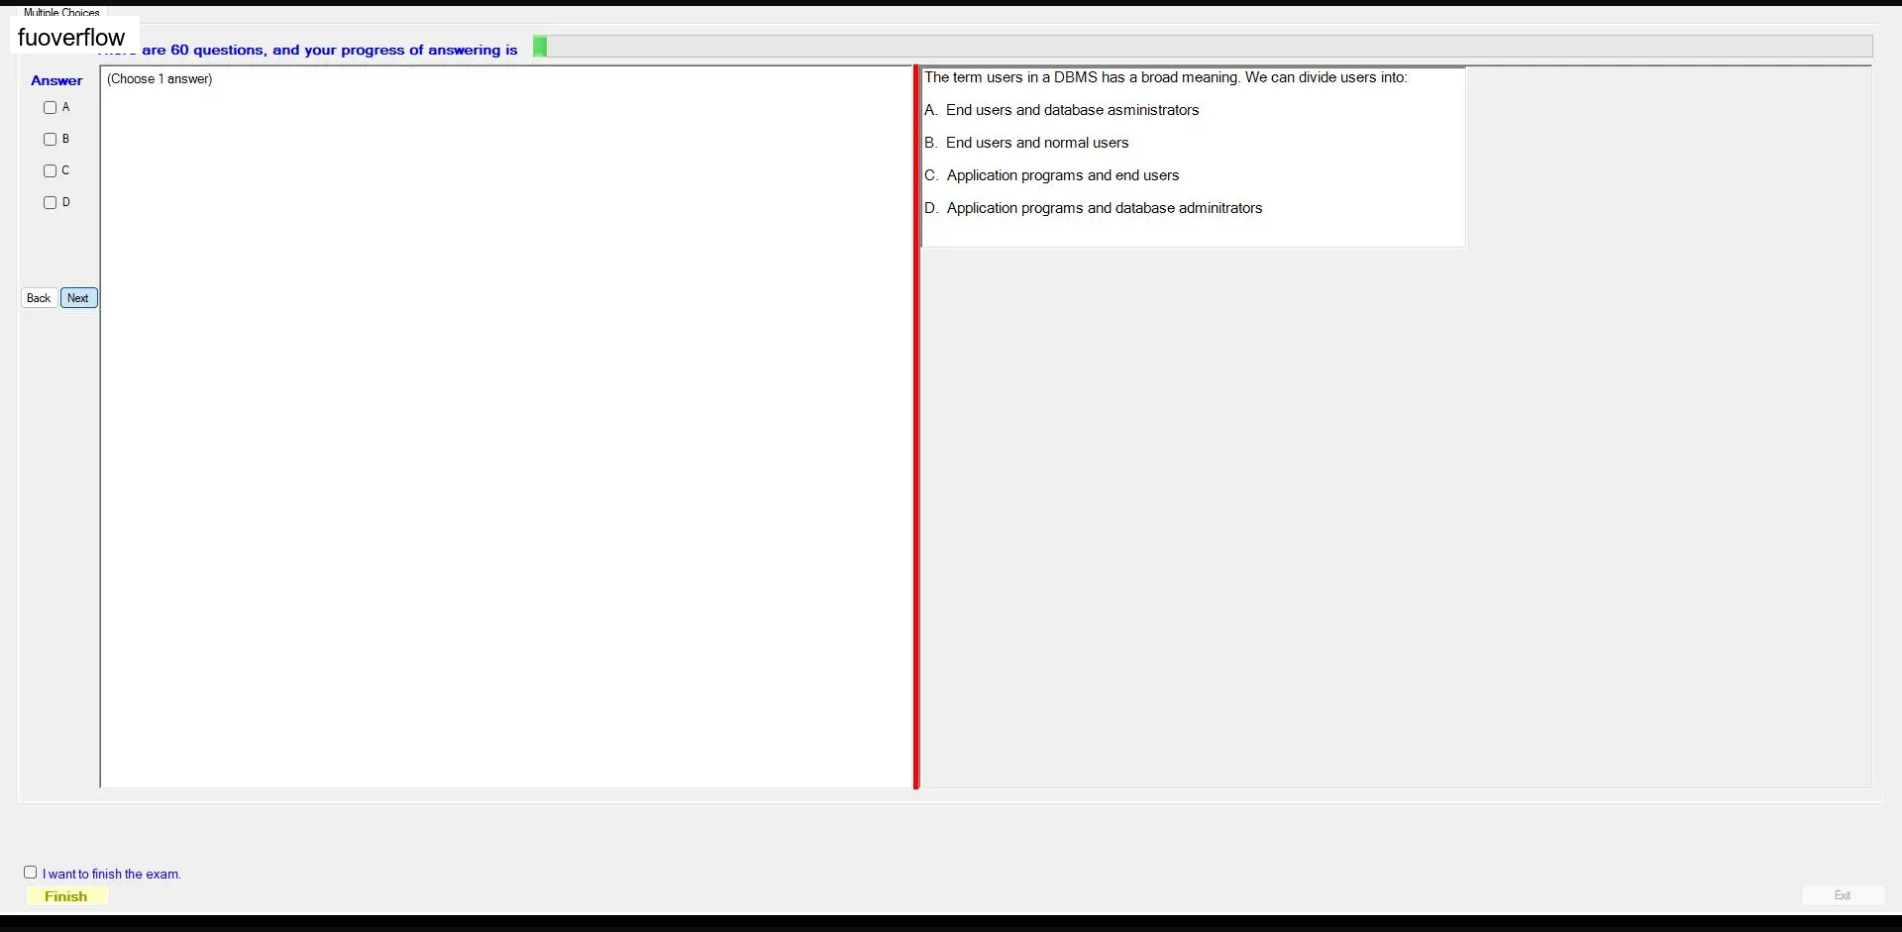 Multiple Choices
fuoverflow
are 60 questions, and your progress of answering is
Answer
(Choose 1 answer)
A
B
C
D
Back
Next
The term users in a DBMS has a broad meaning. We can divide users into:
A. End users and database asministrators
B. End users and normal users
C. Application programs and end users
D. Application programs and database adminitrators
I want to finish the exam.
Finish
Exit